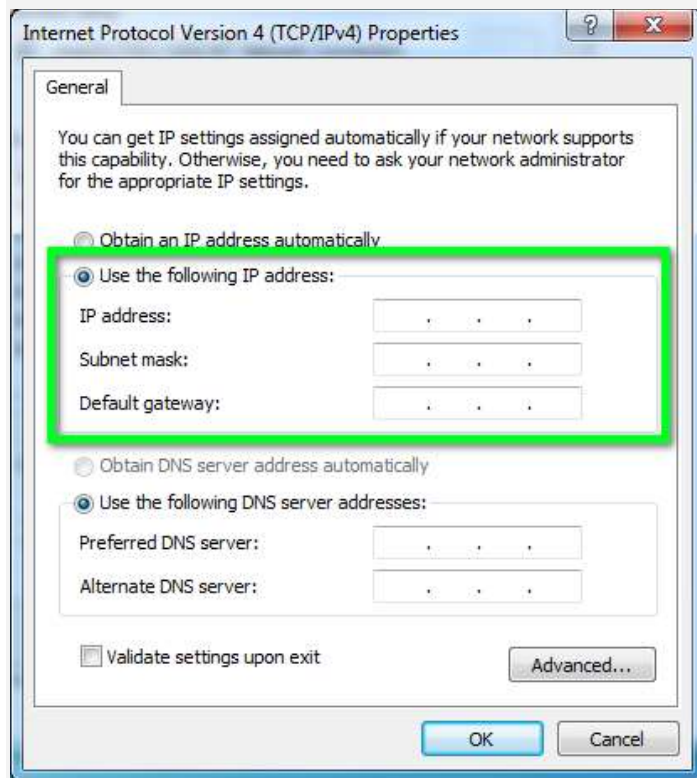 Internet Protocol Version 4 (TCP/IPv4) Properties
General
You can get IP settings assigned automatically if your network supports
this capability. Otherwise, you need to ask your network administrator
for the appropriate IP settings.
Obtain an IP address automatically
Use the following IP address:
IP address: . . .
Subnet mask: . . .
Default gateway: . . .
Obtain DNS server address automatically
Use the following DNS server addresses:
Preferred DNS server: . . .
Alternate DNS server: . . .
Validate settings upon exit
Advanced...
OK Cancel